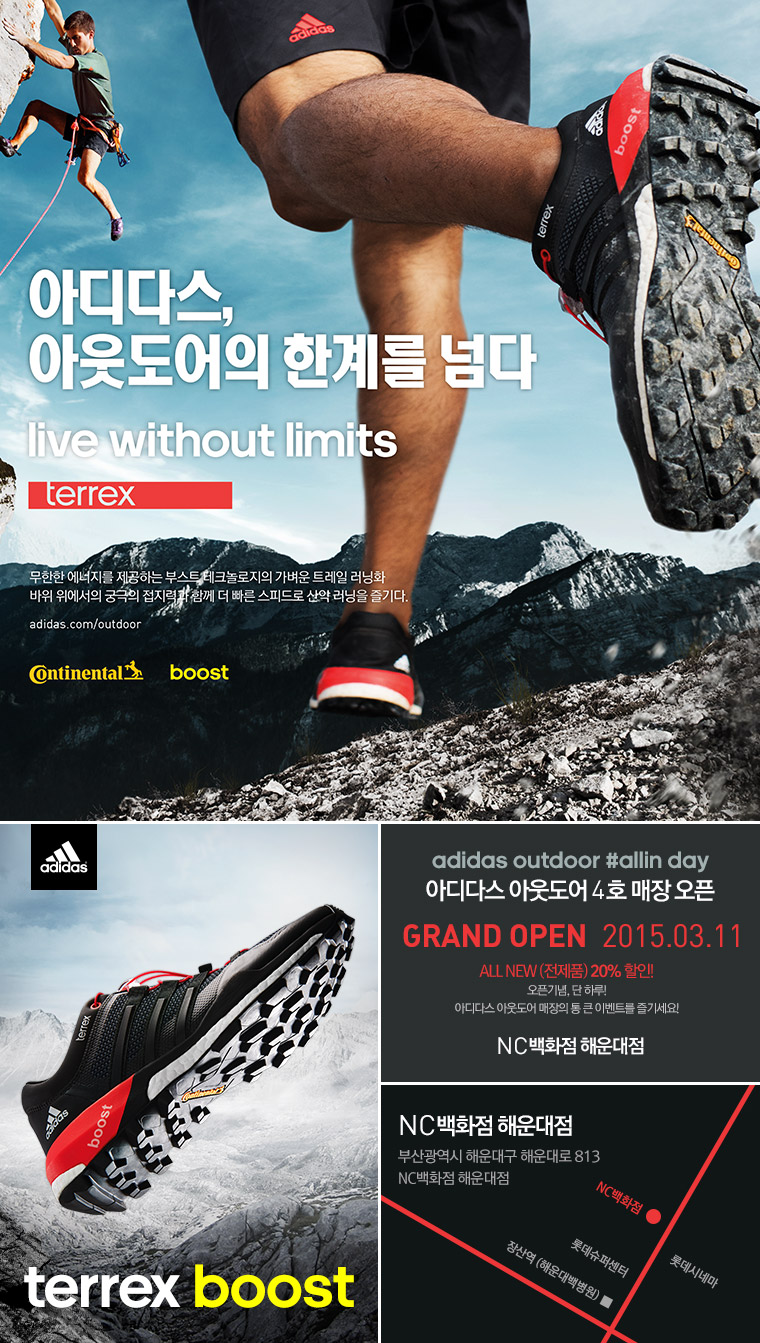 adidas
boost
adidas
terrex
Continental
아디다스,
아웃도어의 한계를 넘다
live without limits
terrex
무한한 에너지를 제공하는 부스트 테크놀로지의 가벼운 트레일 러닝화
바위 위에서의 궁극의 접지력과 함께 더 빠른 스피드로 산악 러닝을 즐기다.
adidas.com/outdoor
Continental boost
adidas
terrex
Continental
adidas
boost
terrex boost
adidas outdoor #allin day
아디다스 아웃도어 4호 매장 오픈
GRAND OPEN 2015.03.11
ALL NEW (전제품) 20% 할인!
오픈기념, 단 하루!
아디다스 아웃도어 매장의 통 큰 이벤트를 즐기세요!
NC백화점 해운대점
NC백화점 해운대점
부산광역시 해운대구 해운대로 813
NC백화점 해운대점
NC백화점
롯데슈퍼센터
롯데시네마
장산역 (해운대백병원)